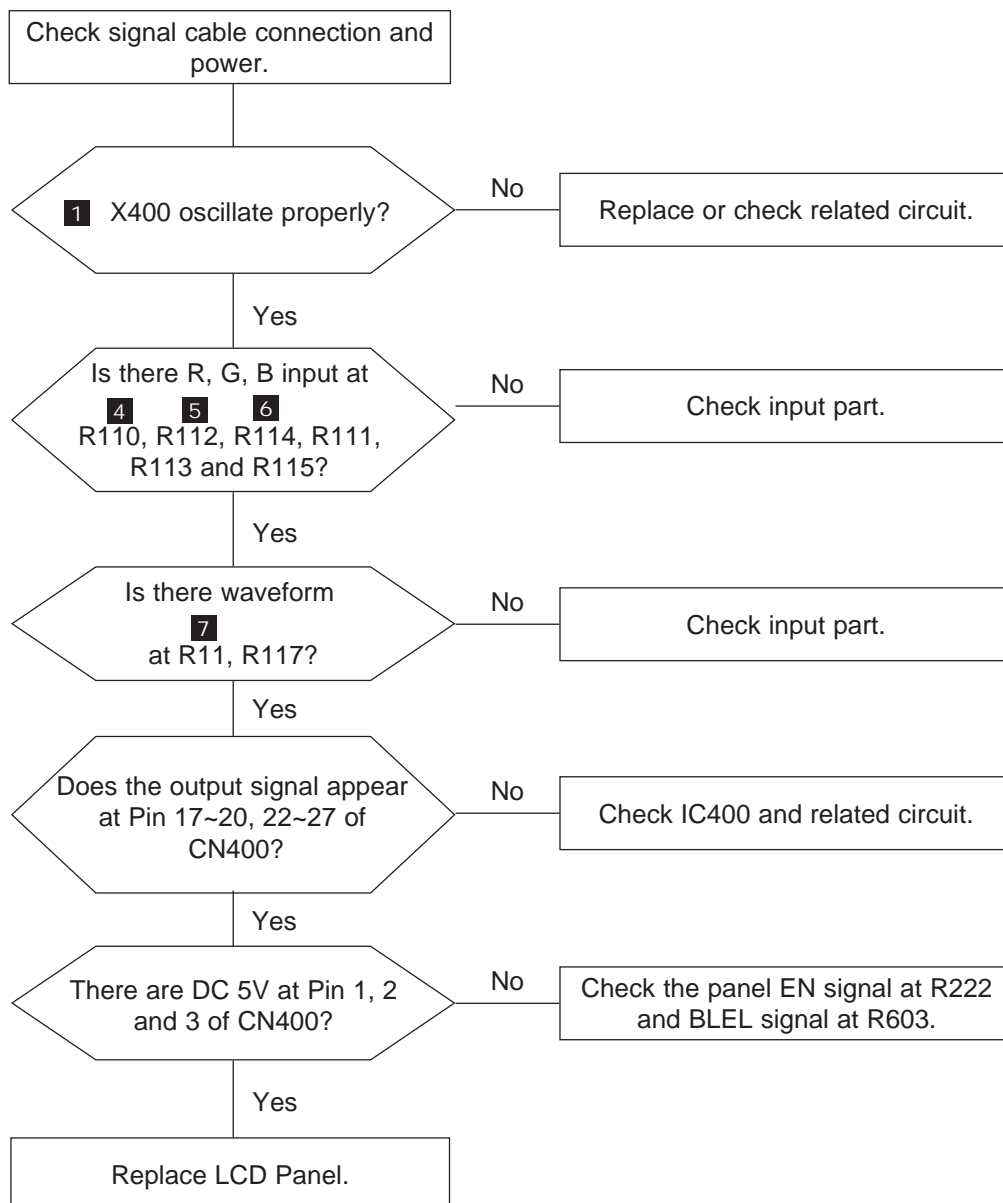 Check signal cable connection and
power.
1 X400 oscillate properly?
No
Replace or check related circuit.
Yes
Is there R, G, B input at
4 5 6
R110, R112, R114, R111,
R113 and R115?
No
Check input part.
Yes
Is there waveform
7
at R11, R117?
No
Check input part.
Yes
Does the output signal appear
at Pin 17~20, 22~27 of
CN400?
No
Check IC400 and related circuit.
Yes
There are DC 5V at Pin 1, 2
and 3 of CN400?
No
Check the panel EN signal at R222
and BLEL signal at R603.
Yes
Replace LCD Panel.